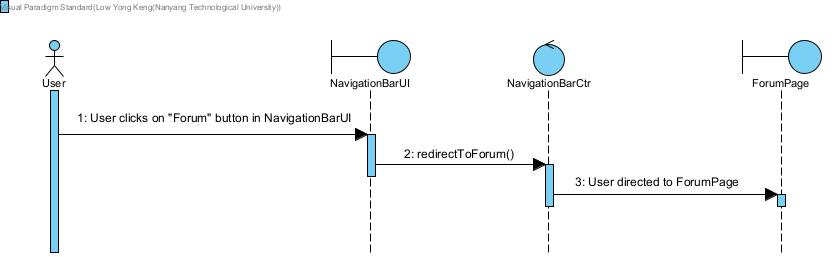 Visual Paradigm Standard(Low Yong Keng(Nanyang Technological University))
User
NavigationBarUI
NavigationBarCtr
ForumPage
1: User clicks on "Forum" button in NavigationBarUI
2: redirectToForum()
3: User directed to ForumPage